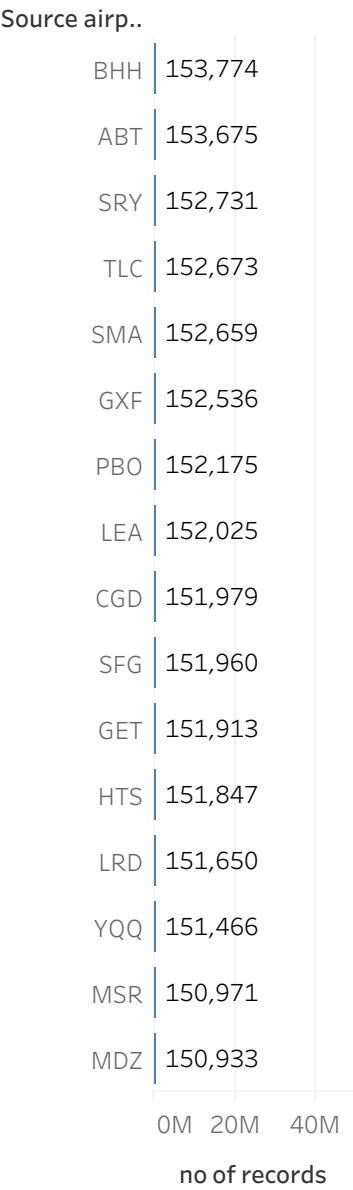 Source airp..
BHH 153,774
ABT 153,675
SRY 152,731
TLC 152,673
SMA 152,659
GXF 152,536
PBO 152,175
LEA 152,025
CGD 151,979
SFG 151,960
GET 151,913
HTS 151,847
LRD 151,650
YQQ 151,466
MSR 150,971
MDZ 150,933
0M 20M 40M
no of records